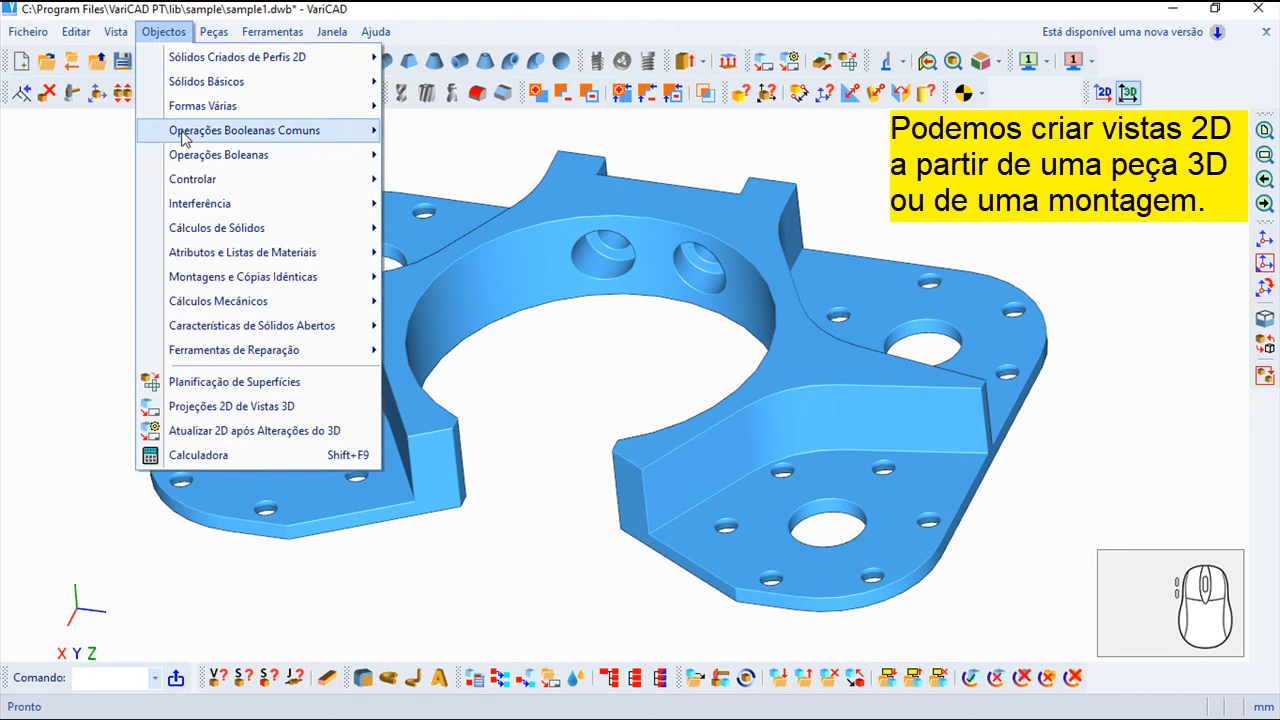 C:\Program Files\VariCAD PT\lib\sample\sample1.dwb* - VariCAD
Ficheiro Editar Vista Objectos Peças Ferramentas Janela Ajuda Está disponível uma nova versão
Sólidos Criados de Perfis 2D
Sólidos Básicos
Formas Várias
Operações Booleanas Comuns
Operações Boleanas
Controlar
Interferência
Cálculos de Sólidos
Atributos e Listas de Materiais
Montagens e Cópias Idênticas
Cálculos Mecânicos
Características de Sólidos Abertos
Ferramentas de Reparação
Planificação de Superfícies
Projeções 2D de Vistas 3D
Atualizar 2D após Alterações do 3D
Calculadora Shift+F9
1 1
2D 3D
Podemos criar vistas 2D
a partir de uma peça 3D
ou de uma montagem.
X Y Z
Comando: V? S? S? J? A
Pronto mm